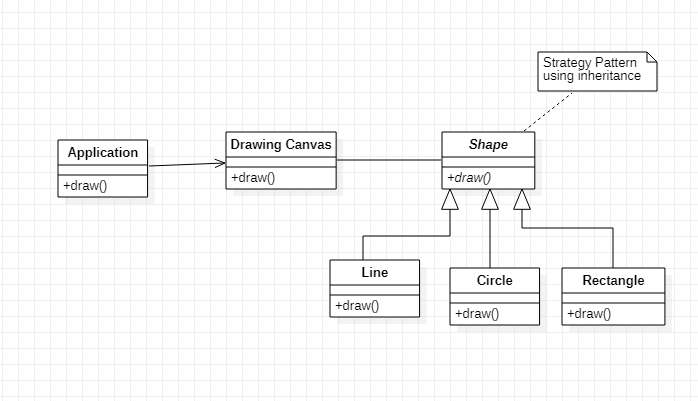 Strategy Pattern
using inheritance
Application
+draw()
Drawing Canvas
+draw()
Shape
+draw()
Line
+draw()
Circle
+draw()
Rectangle
+draw()